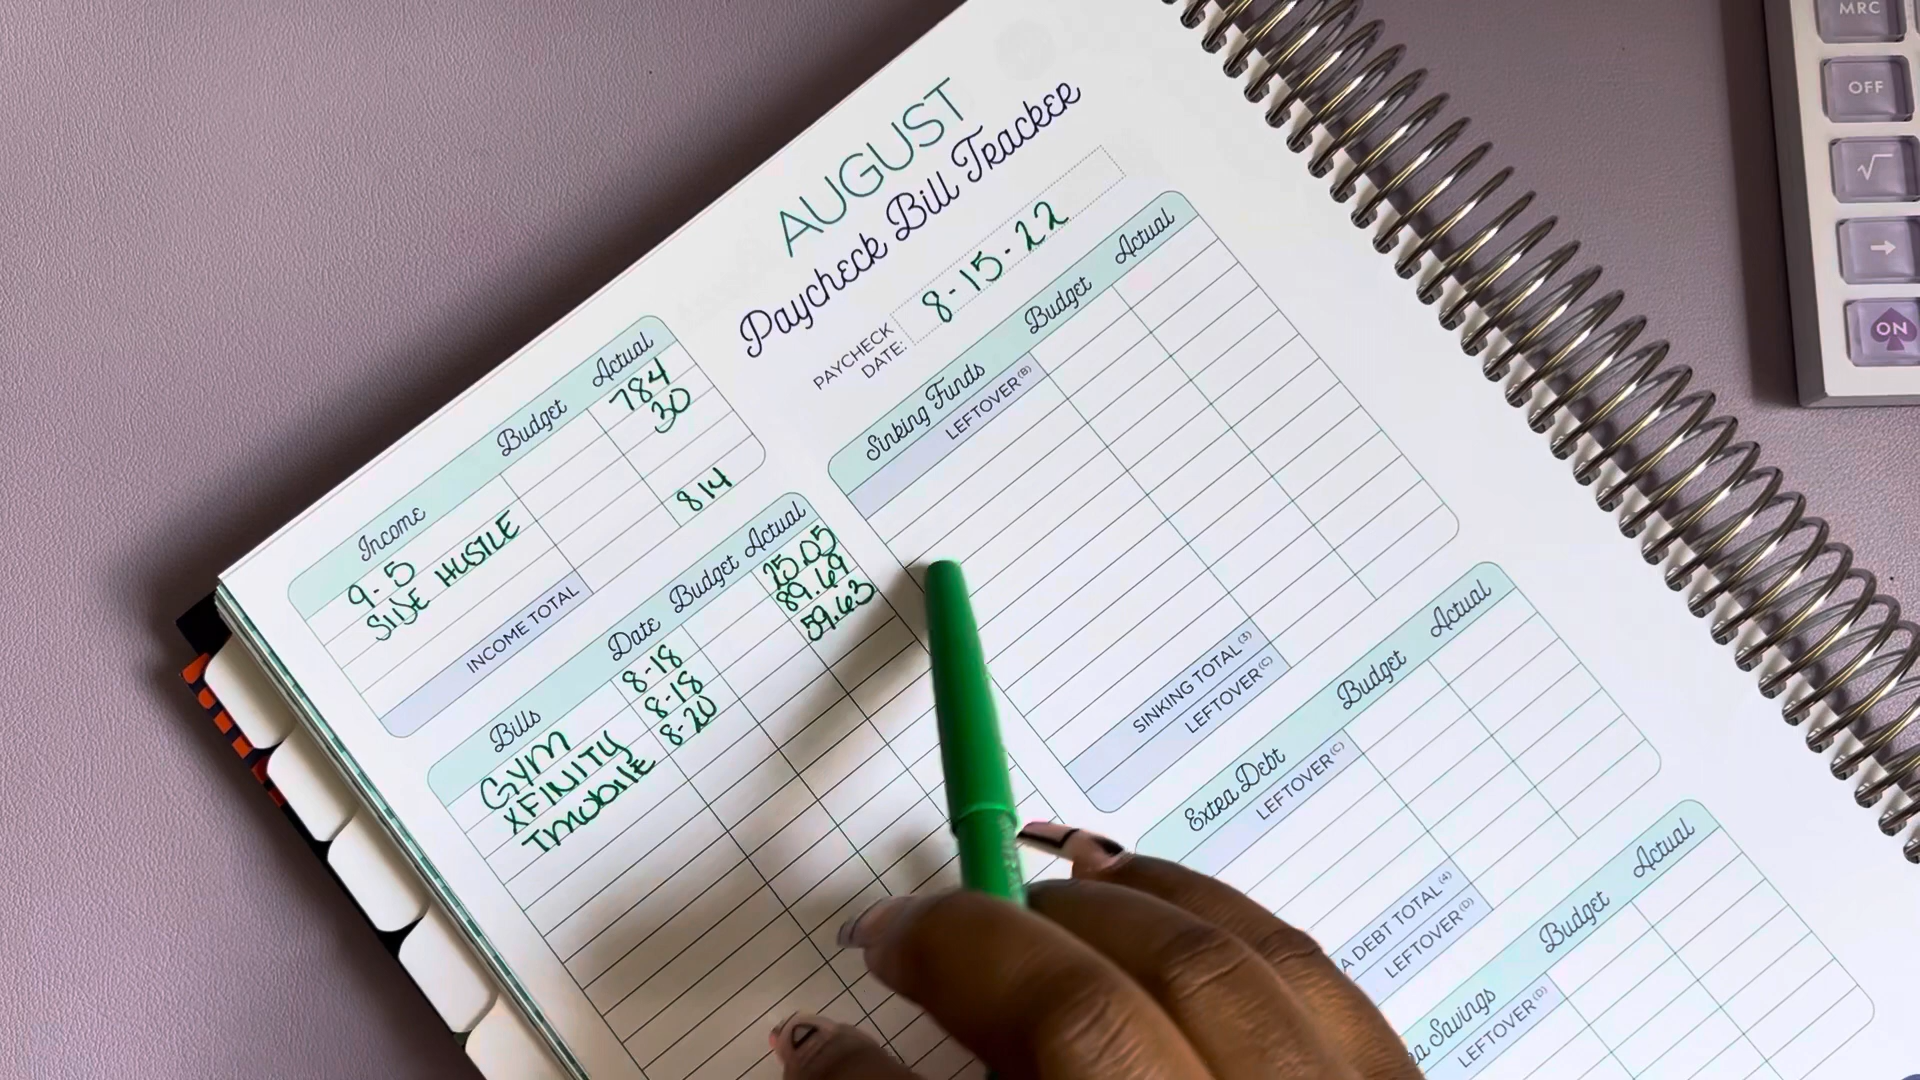 AUGUST
Paycheck Bill Tracker
PAYCHECK DATE: 8-15-22
Income Budget Actual
9-5 784
SIDE HUSTLE 30
INCOME TOTAL 814
Bills Date Budget Actual
GYM 8-18 25.05
XFINITY 8-18 89.69
TMOBILE 8-20 59.63
Sinking Funds Budget Actual
LEFTOVER (B)
SINKING TOTAL (3)
LEFTOVER (C)
Extra Debt Budget Actual
LEFTOVER (C)
A DEBT TOTAL (4)
LEFTOVER (D)
ra Savings Budget Actual
LEFTOVER (D)
MRC
OFF
√
→
ON